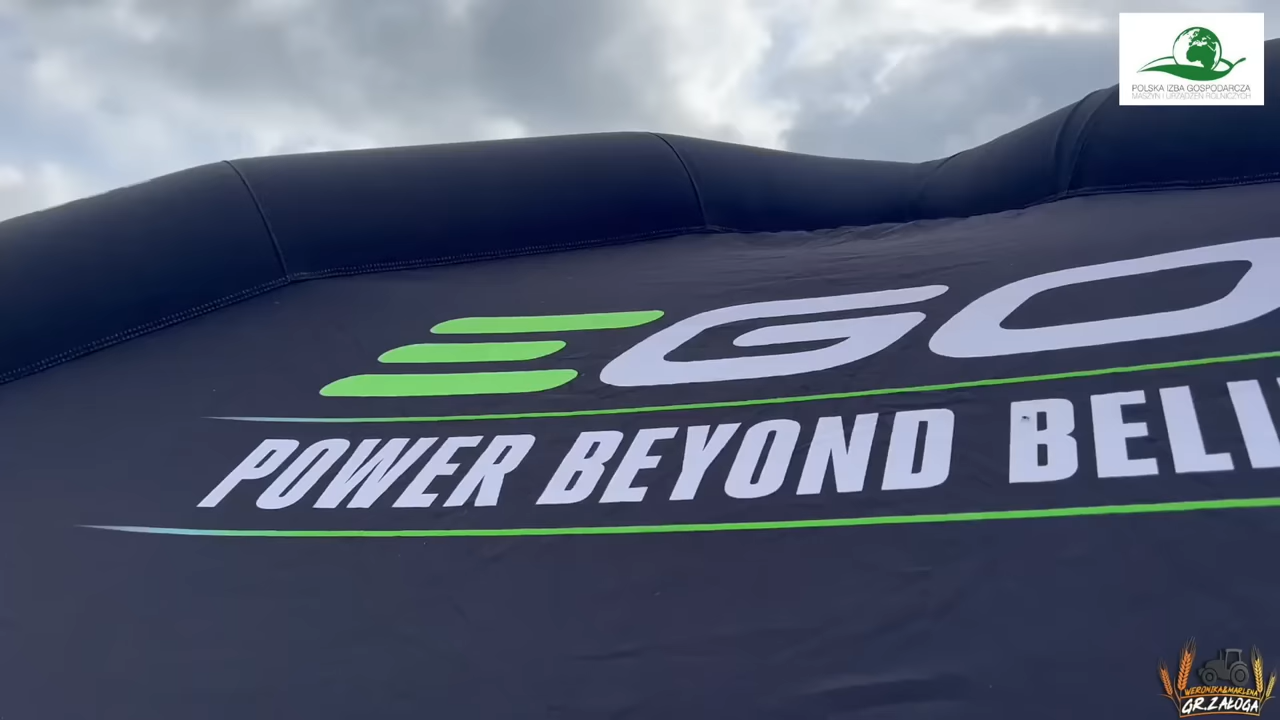 POLSKA IZBA GOSPODARCZA
MASZYN I URZĄDZEŃ ROLNICZYCH
EGO
POWER BEYOND BELI
WERONIKA&MARLENA
GR.ZAŁOGA